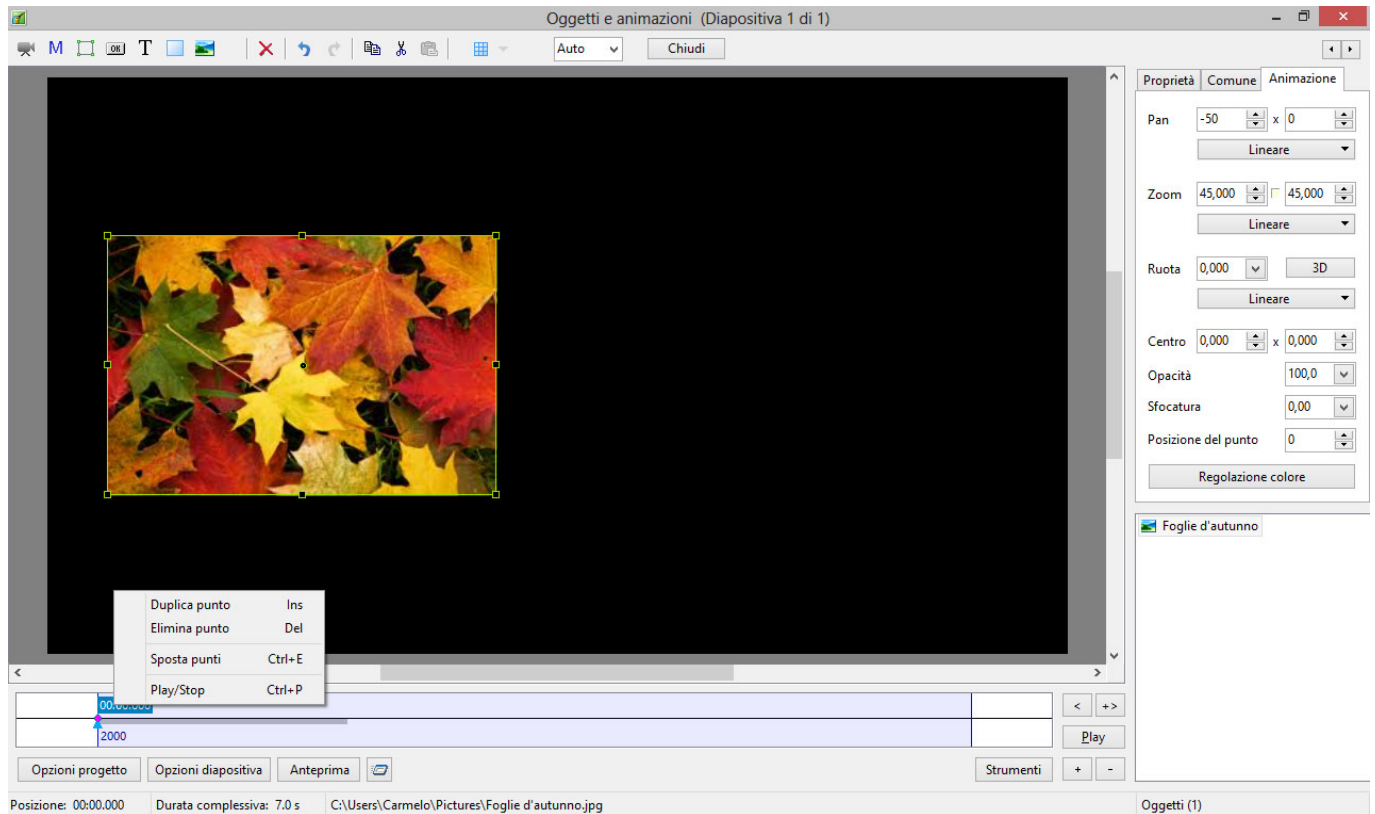 Oggetti e animazioni (Diapositiva 1 di 1)
M OK T Auto Chiudi
Proprietà Comune Animazione
Pan -50 x 0
Lineare
Zoom 45,000 45,000
Lineare
Ruota 0,000 3D
Lineare
Centro 0,000 x 0,000
Opacità 100,0
Sfocatura 0,00
Posizione del punto 0
Regolazione colore
Foglie d'autunno
Duplica punto Ins
Elimina punto Del
Sposta punti Ctrl+E
Play/Stop Ctrl+P
00:00.000
2000
< +>
Play
Opzioni progetto Opzioni diapositiva Anteprima Strumenti + -
Posizione: 00:00.000 Durata complessiva: 7.0 s C:\Users\Carmelo\Pictures\Foglie d'autunno.jpg Oggetti (1)